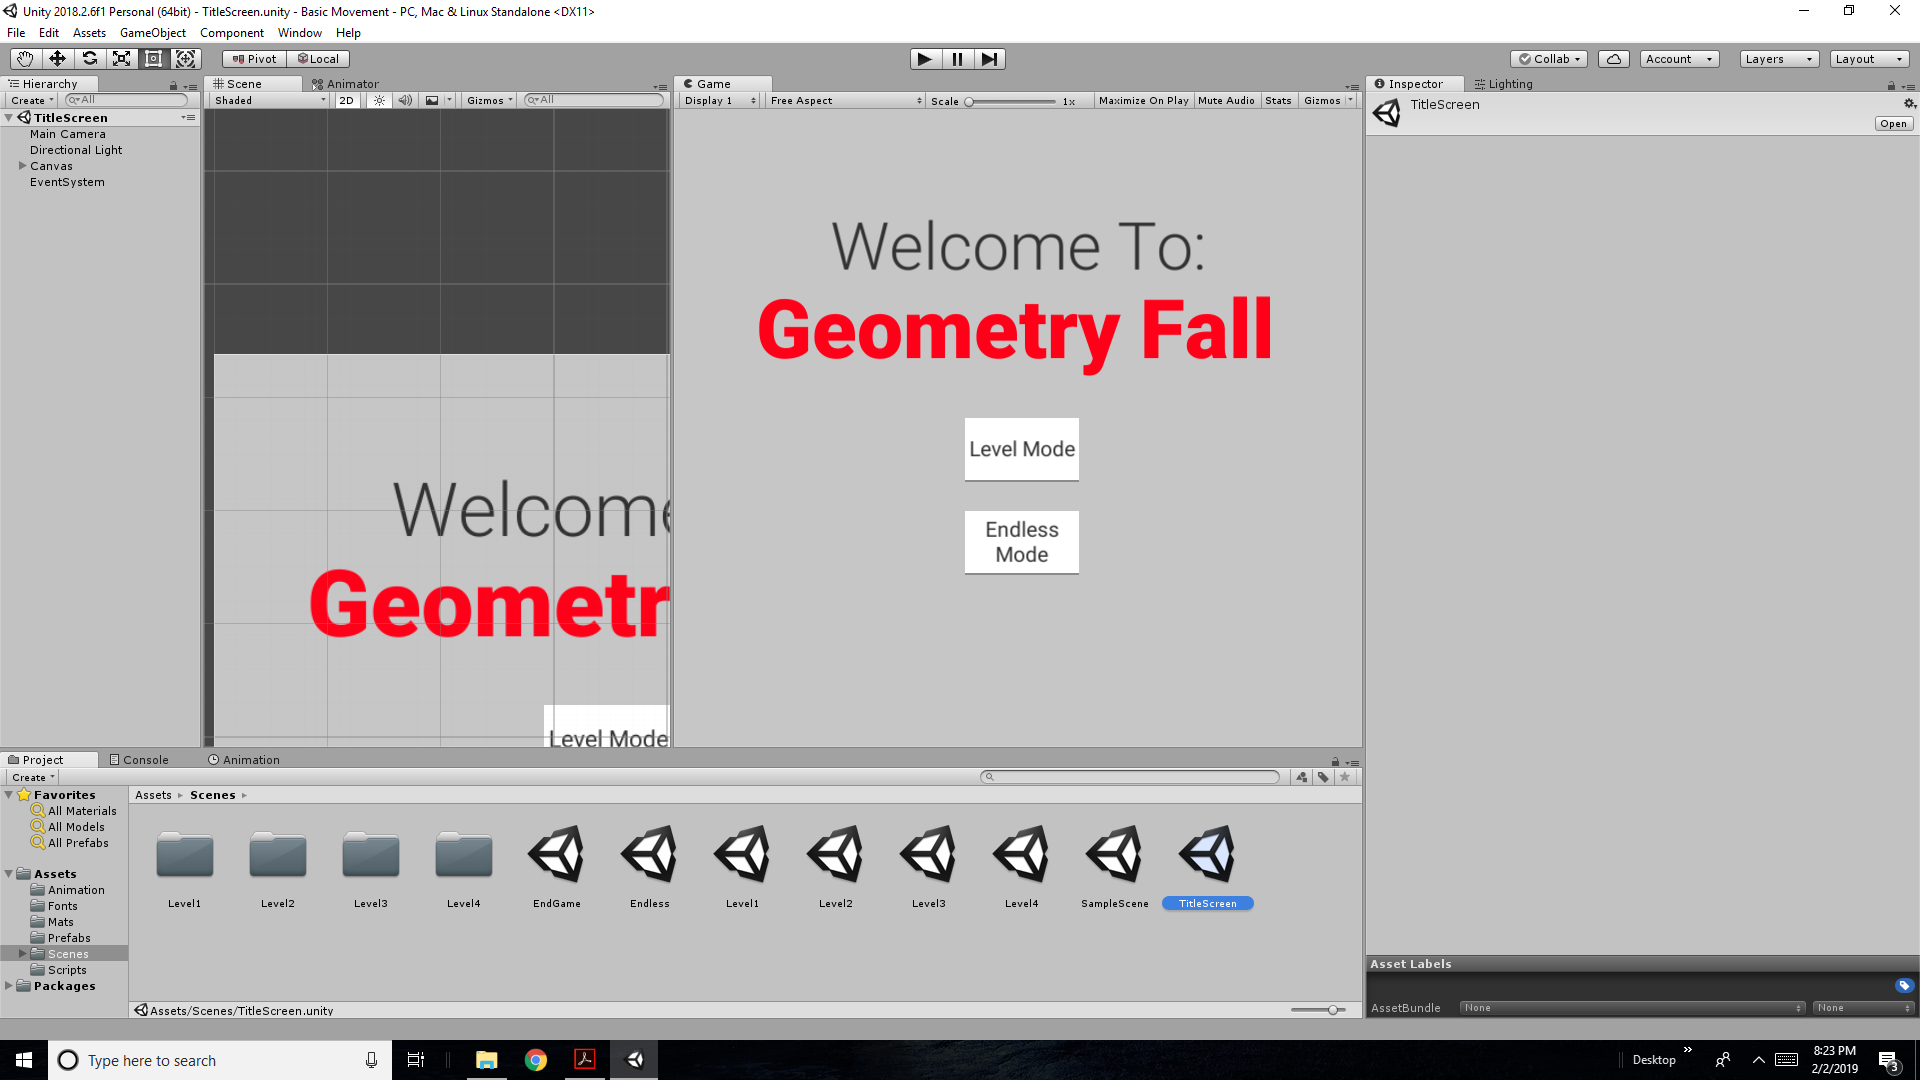 Unity 2018.2.6f1 Personal (64bit) - TitleScreen.unity - Basic Movement - PC, Mac & Linux Standalone <DX11>
File Edit Assets GameObject Component Window Help
Pivot Local Collab Account Layers Layout
Hierarchy
Create All
TitleScreen
Main Camera
Directional Light
Canvas
EventSystem
Scene Animator
Shaded 2D Gizmos All
Welcome
Geometr
Level Mode
Game
Display 1 Free Aspect Scale 1x Maximize On Play Mute Audio Stats Gizmos
Welcome To:
Geometry Fall
Level Mode
Endless
Mode
Inspector Lighting
TitleScreen
Open
Project Console Animation
Create
Favorites
All Materials
All Models
All Prefabs
Assets
Animation
Fonts
Mats
Prefabs
Scenes
Scripts
Packages
Assets Scenes
Level1 Level2 Level3 Level4 EndGame Endless Level1 Level2 Level3 Level4 SampleScene TitleScreen
Assets/Scenes/TitleScreen.unity
Asset Labels
AssetBundle None None
Type here to search
Desktop
8:23 PM
2/2/2019
3